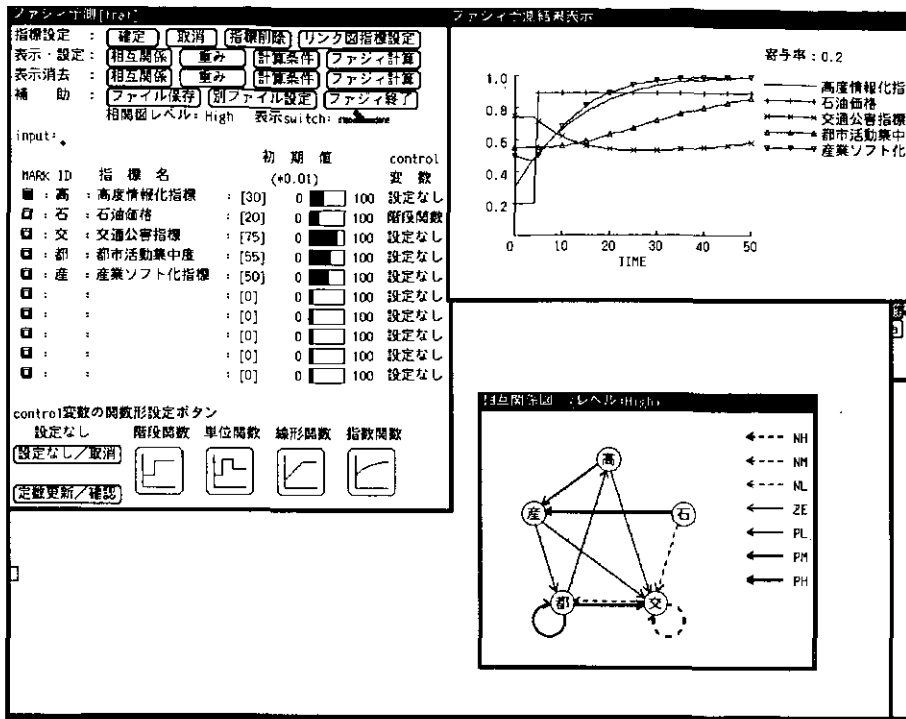 ファジィ予測[tra!]
指標設定 : 確定 取消 指標削除 リンク図指標設定
表示・設定: 相互関係 重み 計算条件 ファジィ計算
表示消去 : 相互関係 重み 計算条件 ファジィ計算
補 助 : ファイル保存 別ファイル設定 ファジィ終了
相関図レベル: High 表示switch:
input:
初 期 値 control
MARK ID 指 標 名 (*0.01) 変 数
: 高 : 高度情報化指標 : [30] 0 100 設定なし
: 石 : 石油価格 : [20] 0 100 階段関数
: 交 : 交通公害指標 : [75] 0 100 設定なし
: 都 : 都市活動集中度 : [55] 0 100 設定なし
: 産 : 産業ソフト化指標 : [50] 0 100 設定なし
: : : [0] 0 100 設定なし
: : : [0] 0 100 設定なし
: : : [0] 0 100 設定なし
: : : [0] 0 100 設定なし
: : : [0] 0 100 設定なし
control変数の関数形設定ボタン
設定なし 階段関数 単位関数 線形関数 指数関数
設定なし/取消
定数更新/確認
ファジィ予測結果表示
寄与率:0.2
1.0
0.8
0.6
0.4
0.2
0 10 20 30 40 50
TIME
高度情報化指
石油価格
交通公害指標
都市活動集中
産業ソフト化
相互関係図 (レベル:High)
高
産
石
都
交
NH
NM
NL
ZE
PL
PM
PH